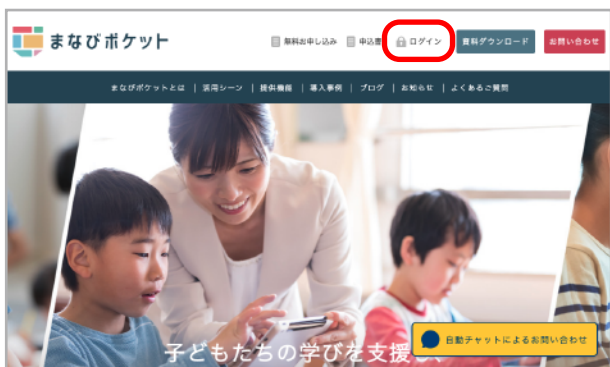 まなびポケット
無料お申し込み 申込書 ログイン 資料ダウンロード お問い合わせ
まなびポケットとは | 活用シーン | 提供機能 | 導入事例 | ブログ | お知らせ | よくあるご質問
子どもたちの学びを支援し、
自動チャットによるお問い合わせ